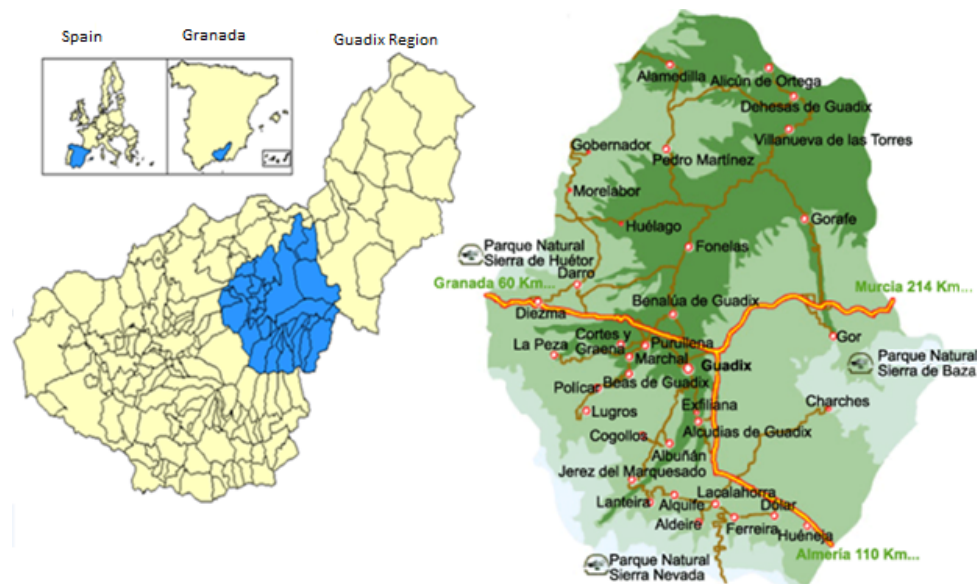 Spain
Granada
Guadix Region
Alamedilla
Alicún de Ortega
Dehesas de Guadix
Villanueva de las Torres
Gobernador
Pedro Martínez
Morelabor
Huélago
Gorafe
Fonelas
Parque Natural
Sierra de Huétor
Darro
Granada 60 Km...
Murcia 214 Km...
Benalúa de Guadix
Diezma
Cortes y
Graena
Purullena
La Peza
Marchal
Guadix
Gor
Parque Natural
Sierra de Baza
Beas de Guadix
Polícar
Lugros
Exfiliana
Charches
Cogollos
Alcudias de Guadix
Albuñán
Jerez del Marquesado
Lanteira
Alquife
Lacalahorra
Dólar
Aldeire
Ferreira
Huéneja
Almería 110 Km...
Parque Natural
Sierra Nevada